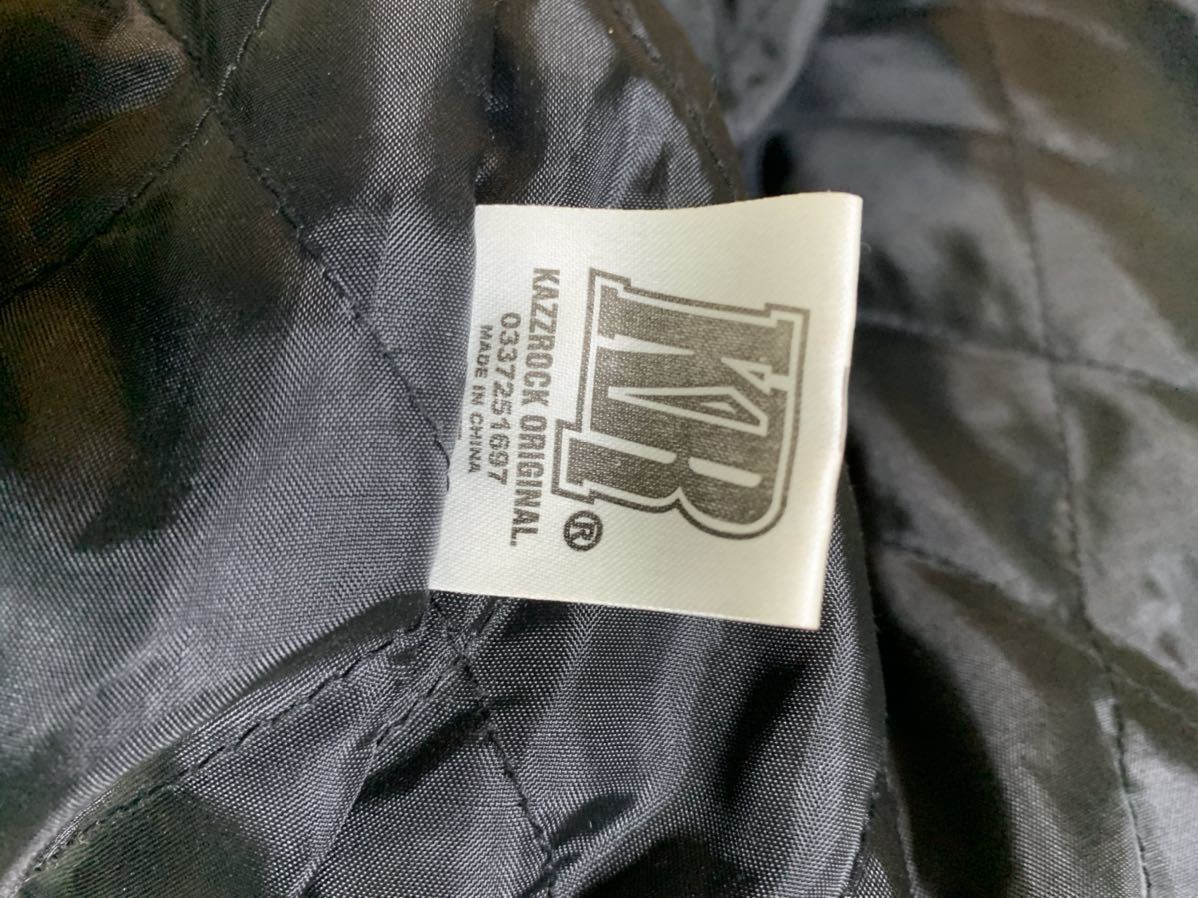 KR®
KAZZROCK ORIGINAL.
0337251697
MADE IN CHINA